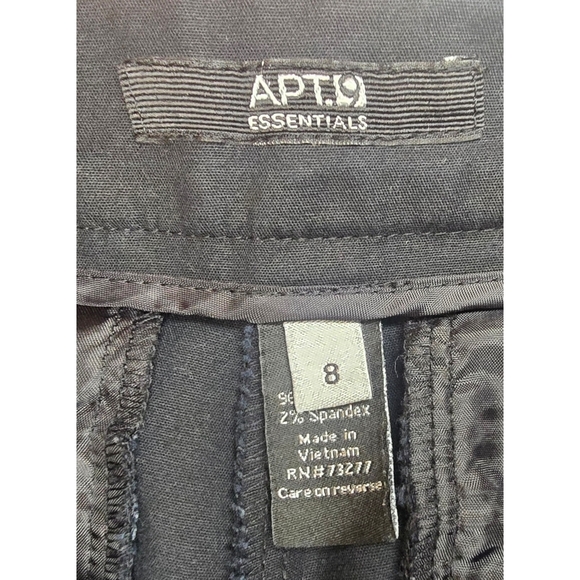 APT.9
ESSENTIALS
8
2% Spandex
Made in
Vietnam
RN#73277
Care on reverse